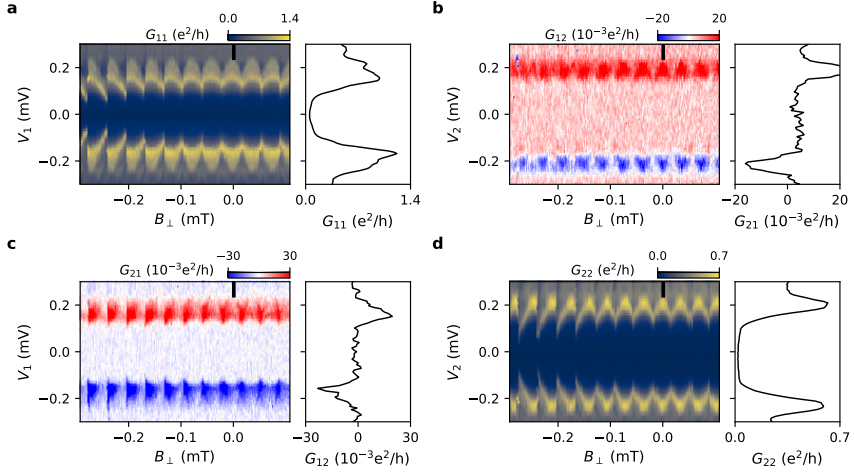 a
G11 (e²/h)
0.0 1.4
V1 (mV)
0.2
0.0
−0.2
−0.2 −0.1 0.0
B⊥ (mT)
0 1.4
G11 (e²/h)
b
G12 (10⁻³e²/h)
−20 20
V2 (mV)
0.2
0.0
−0.2
−0.2 −0.1 0.0
B⊥ (mT)
−20 0 20
G21 (10⁻³e²/h)
c
G21 (10⁻³e²/h)
−30 30
V1 (mV)
0.2
0.0
−0.2
−0.2 −0.1 0.0
B⊥ (mT)
−30 0 30
G12 (10⁻³e²/h)
d
G22 (e²/h)
0.0 0.7
V2 (mV)
0.2
0.0
−0.2
−0.2 −0.1 0.0
B⊥ (mT)
0.0 0.7
G22 (e²/h)